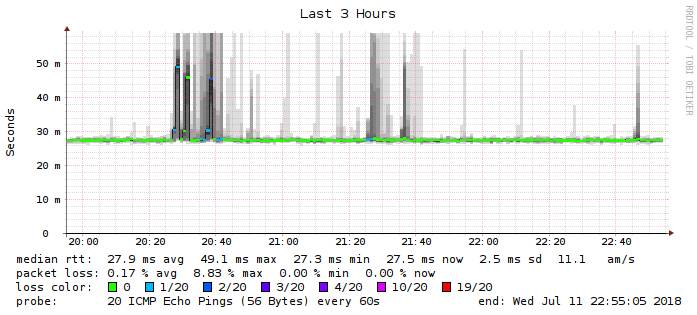 Last 3 Hours
RRDTOOL / TOBI OETIKER
Seconds
50 m
40 m
30 m
20 m
10 m
0
20:00 20:20 20:40 21:00 21:20 21:40 22:00 22:20 22:40
median rtt: 27.9 ms avg 49.1 ms max 27.3 ms min 27.5 ms now 2.5 ms sd 11.1 am/s
packet loss: 0.17 % avg 8.83 % max 0.00 % min 0.00 % now
loss color: 0 1/20 2/20 3/20 4/20 10/20 19/20
probe: 20 ICMP Echo Pings (56 Bytes) every 60s end: Wed Jul 11 22:55:05 2018